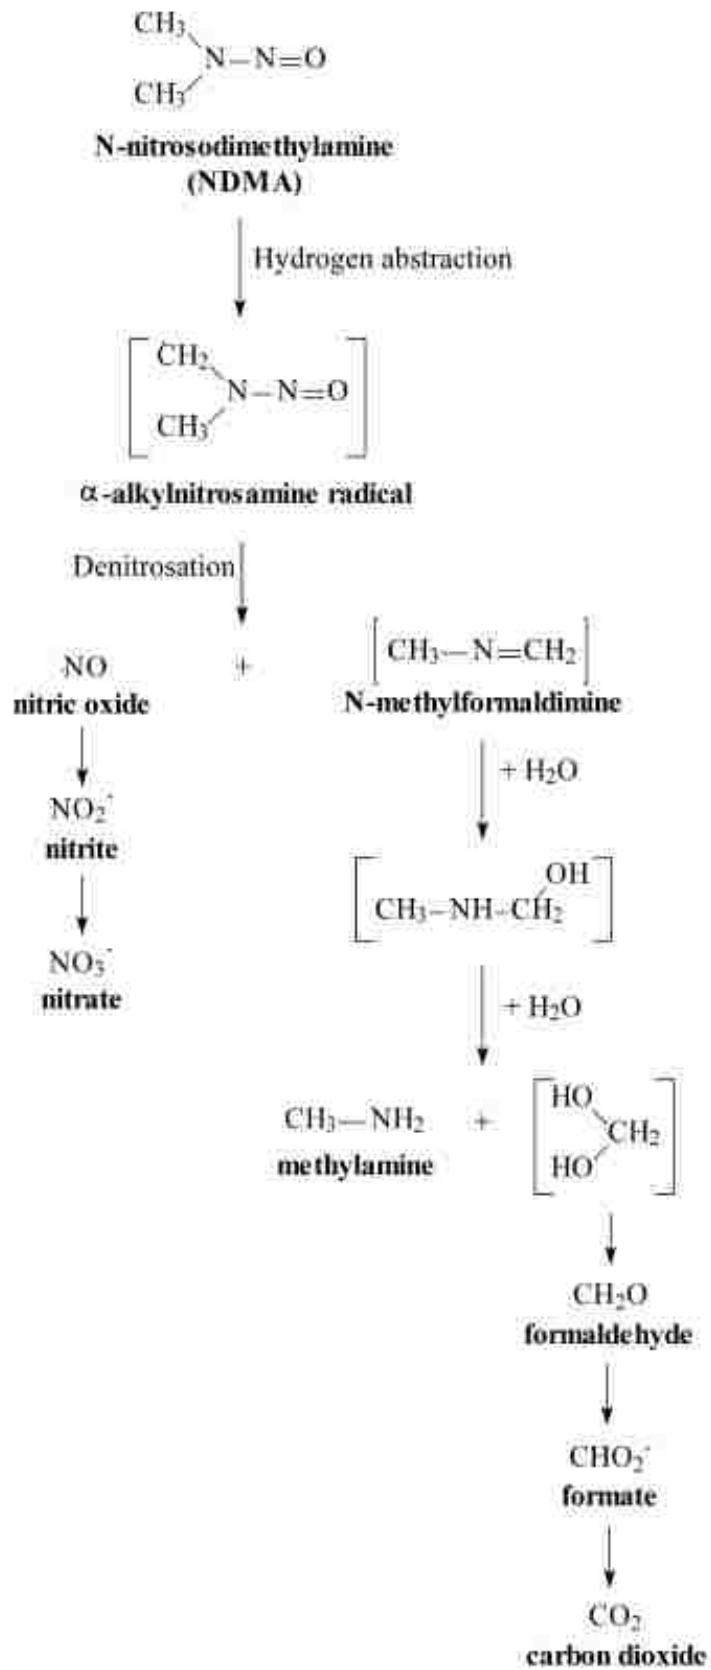 CH₃
N–N=O
CH₃
N-nitrosodimethylamine
(NDMA)
Hydrogen abstraction
CH₂
N–N=O
CH₃
α-alkylnitrosamine radical
Denitrosation
·NO + CH₃–N=CH₂
nitric oxide N-methylformaldimine
+ H₂O
NO₂⁻
nitrite
OH
CH₃–NH–CH₂
NO₃⁻
nitrate
+ H₂O
HO
CH₃–NH₂ + CH₂
methylamine
HO
CH₂O
formaldehyde
CHO₂⁻
formate
CO₂
carbon dioxide